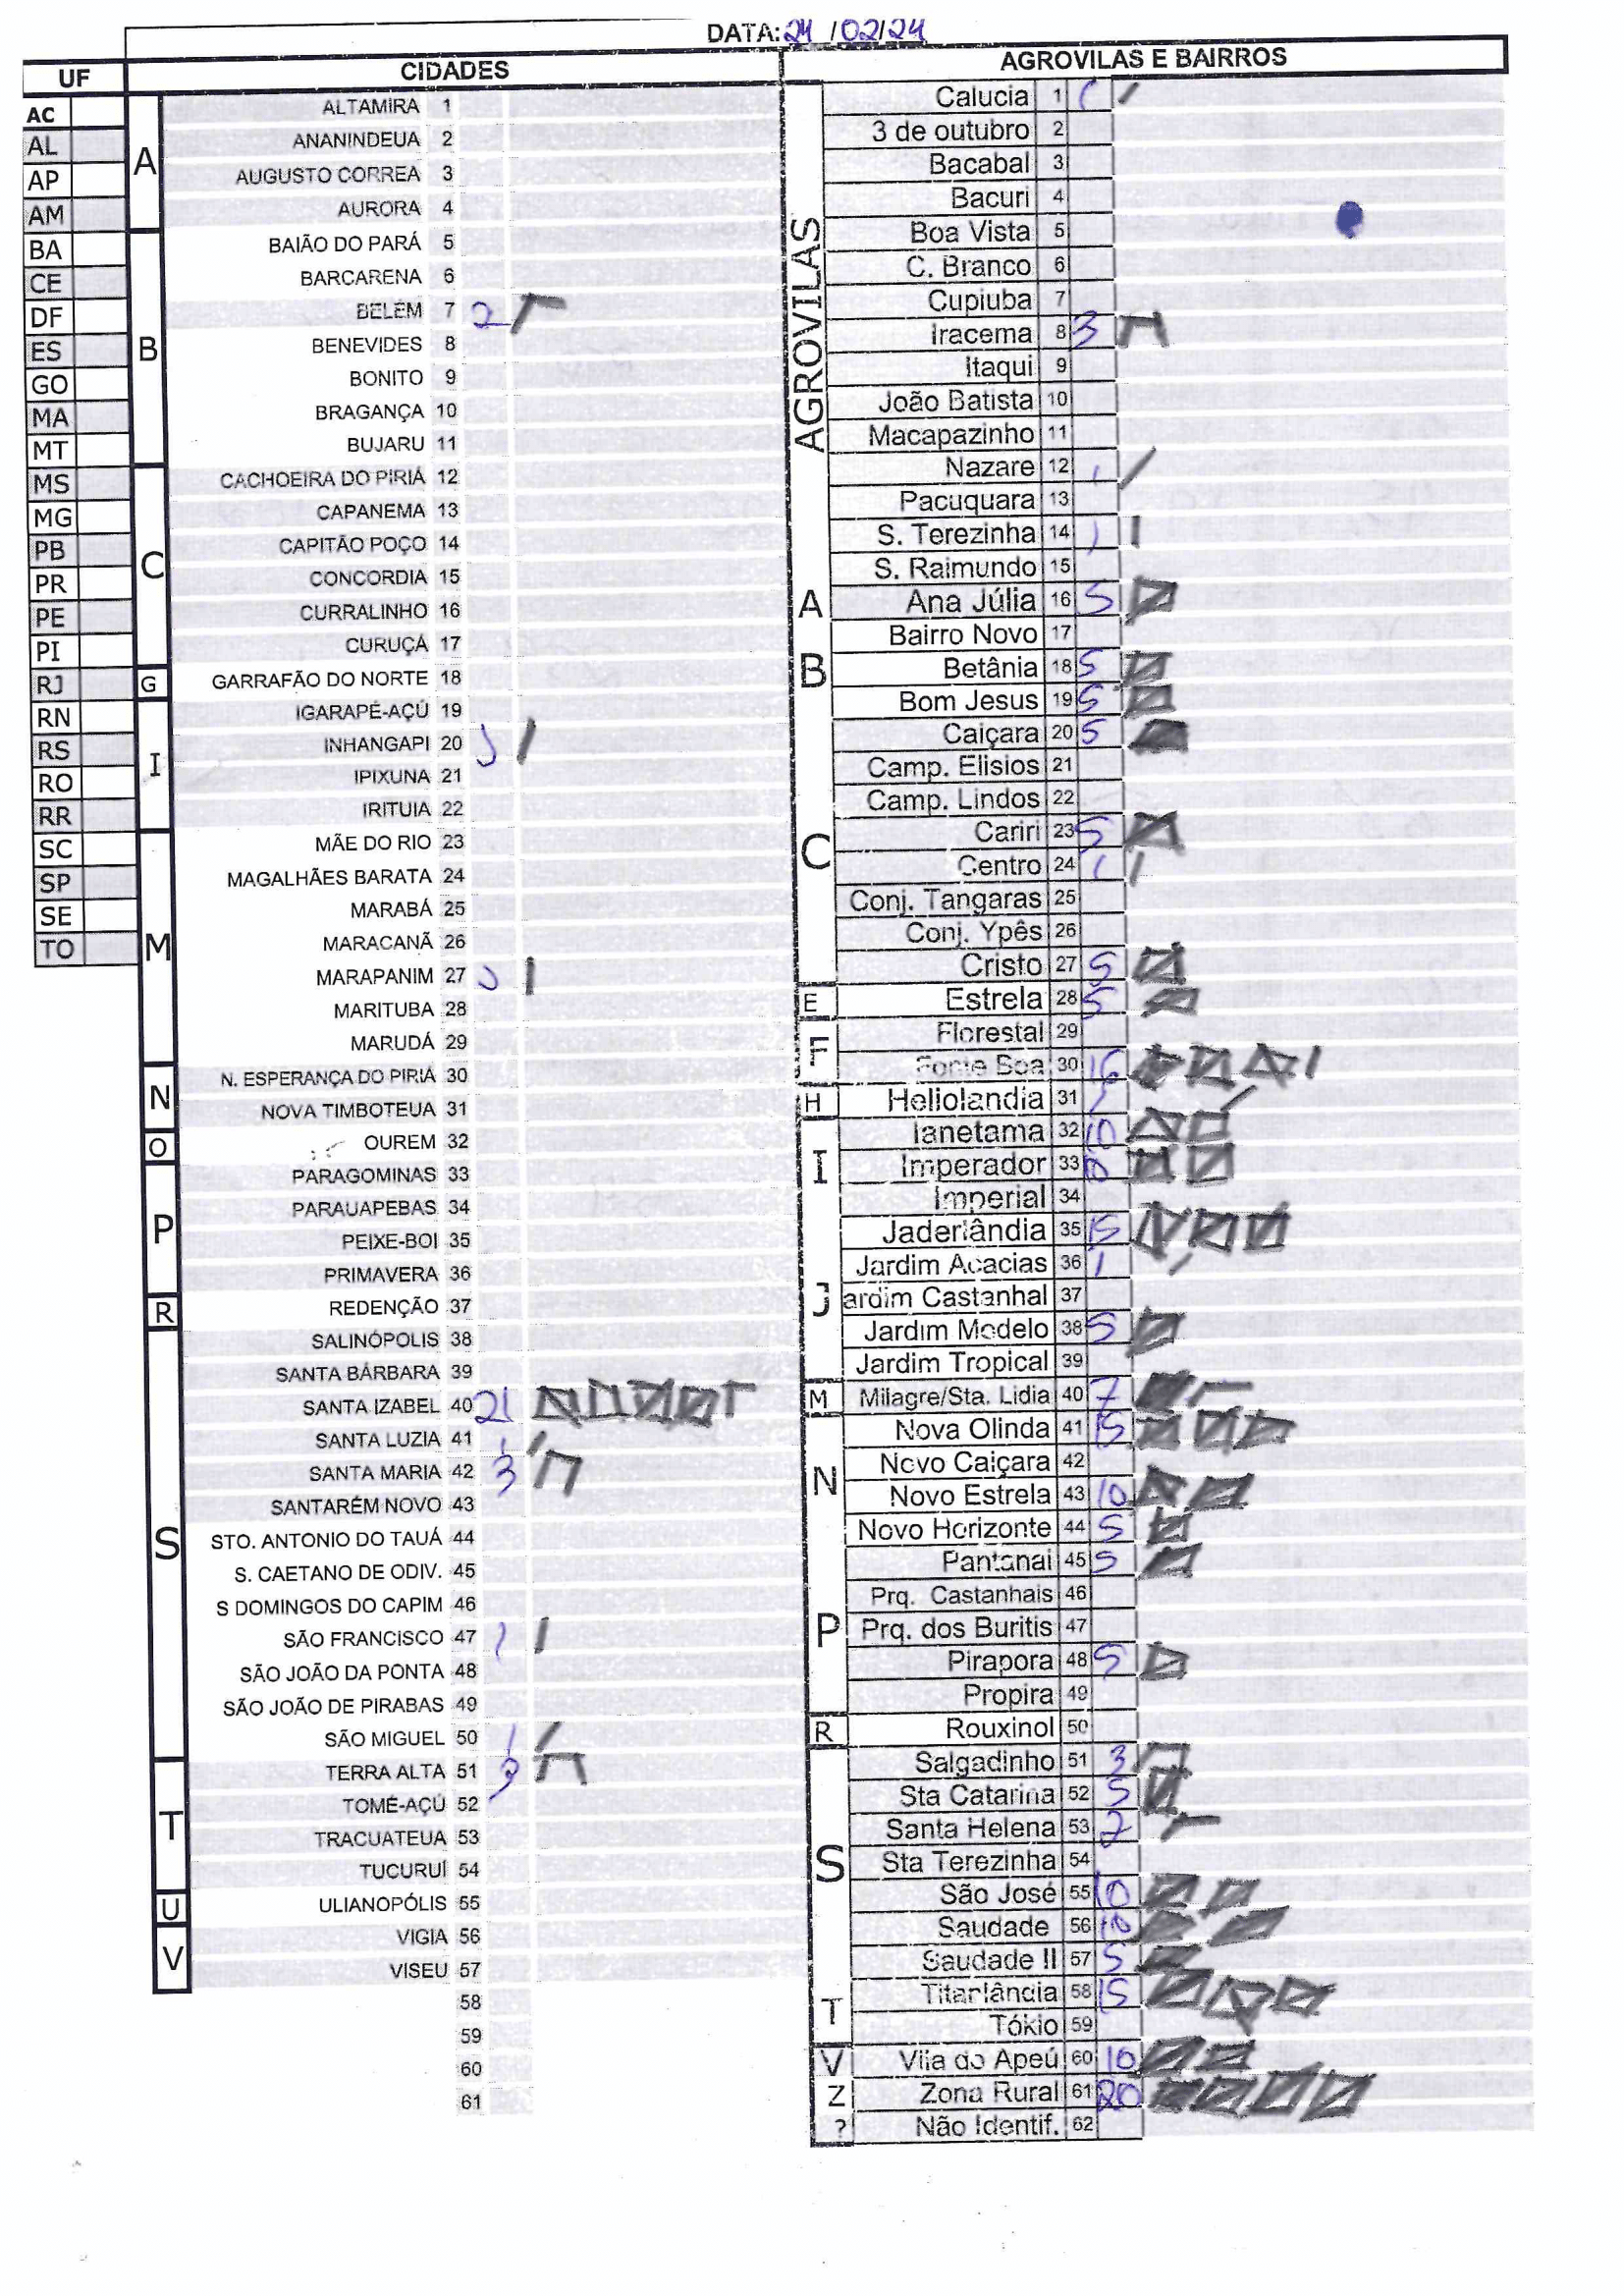 DATA: 24/02/24
UF
CIDADES
AGROVILAS E BAIRROS
AC
AL
AP
AM
BA
CE
DF
ES
GO
MA
MT
MS
MG
PB
PR
PE
PI
RJ
RN
RS
RO
RR
SC
SP
SE
TO
A
ALTAMIRA 1
ANANINDEUA 2
AUGUSTO CORREA 3
AURORA 4
B
BAIÃO DO PARÁ 5
BARCARENA 6
BELÉM 7 2
BENEVIDES 8
BONITO 9
BRAGANÇA 10
BUJARU 11
C
CACHOEIRA DO PIRIÁ 12
CAPANEMA 13
CAPITÃO POÇO 14
CONCORDIA 15
CURRALINHO 16
CURUÇÁ 17
G
GARRAFÃO DO NORTE 18
I
IGARAPÉ-AÇÚ 19
INHANGAPI 20 1
IPIXUNA 21
IRITUIA 22
M
MÃE DO RIO 23
MAGALHÃES BARATA 24
MARABÁ 25
MARACANÃ 26
MARAPANIM 27 1
MARITUBA 28
MARUDÁ 29
N
N. ESPERANÇA DO PIRIÁ 30
NOVA TIMBOTEUA 31
O
OUREM 32
P
PARAGOMINAS 33
PARAUAPEBAS 34
PEIXE-BOI 35
PRIMAVERA 36
R
REDENÇÃO 37
S
SALINÓPOLIS 38
SANTA BÁRBARA 39
SANTA IZABEL 40 21
SANTA LUZIA 41 1
SANTA MARIA 42 3
SANTARÉM NOVO 43
STO. ANTONIO DO TAUÁ 44
S. CAETANO DE ODIV. 45
S DOMINGOS DO CAPIM 46
SÃO FRANCISCO 47 1
SÃO JOÃO DA PONTA 48
SÃO JOÃO DE PIRABAS 49
SÃO MIGUEL 50 1
T
TERRA ALTA 51 3
TOMÉ-AÇÚ 52
TRACUATEUA 53
TUCURUÍ 54
U
ULIANOPÓLIS 55
V
VIGIA 56
VISEU 57
58
59
60
61
AGROVILAS
Calucia 1 1
3 de outubro 2
Bacabal 3
Bacuri 4
Boa Vista 5
C. Branco 6
Cupiuba 7
Iracema 8 3
Itaqui 9
João Batista 10
Macapazinho 11
Nazare 12 1
Pacuquara 13
S. Terezinha 14 1
S. Raimundo 15
A
Ana Júlia 16 5
B
Bairro Novo 17
Betânia 18 5
Bom Jesus 19 5
C
Caiçara 20 5
Camp. Elisios 21
Camp. Lindos 22
Cariri 23 5
Centro 24 1
Conj. Tangaras 25
Conj. Ypês 26
Cristo 27 5
E
Estrela 28 5
F
Florestal 29
Fonte Boa 30 16
H
Heliolandia 31 1
I
Ianetama 32 10
Imperador 33 10
Imperial 34
J
Jaderlândia 35 15
Jardim Acacias 36 1
ardim Castanhal 37
Jardim Modelo 38 5
Jardim Tropical 39
M
Milagre/Sta. Lidia 40 7
N
Nova Olinda 41 15
Novo Caiçara 42
Novo Estrela 43 10
Novo Horizonte 44 5
P
Pantanal 45 5
Prq. Castanhais 46
Prq. dos Buritis 47
Pirapora 48 5
Propira 49
R
Rouxinol 50
S
Salgadinho 51 3
Sta Catarina 52 5
Santa Helena 53 2
Sta Terezinha 54
São José 55 10
Saudade 56 10
Saudade II 57 5
T
Titanlância 58 15
Tókio 59
V
Vila do Apeú 60 10
Z
Zona Rural 61 20
?
Não Identif. 62